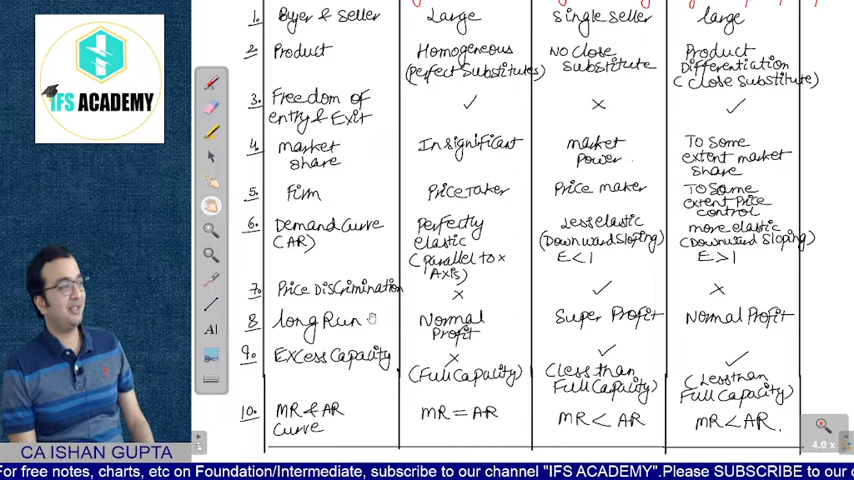 IFS ACADEMY
1. Byer & Seller Large Single seller large
2. Product Homogeneous (Perfect Substitutes) No close substitute Product Differentiation (Close Substitute)
3. Freedom of entry & Exit ✓ × ✓
4. market share Insignificant market Power To Some extent market share
5. Firm Price taker Price maker To Some extent Price control
6. Demand Curve (AR) Perfectly elastic (Parallel to x Axis) Less elastic (Downward Sloping) E<1 more elastic (Downward Sloping) E>1
7. Price Discrimination × ✓ ×
8 long Run Normal Profit Super Profit Normal Profit
9. Excess Capacity × (Full Capacity) ✓ (less than Full Capacity) ✓ (Less than Full Capacity)
10. MR & AR Curve MR = AR MR < AR MR < AR.
4.0 x
CA ISHAN GUPTA
For free notes, charts, etc on Foundation/Intermediate, subscribe to our channel "IFS ACADEMY".Please SUBSCRIBE to our